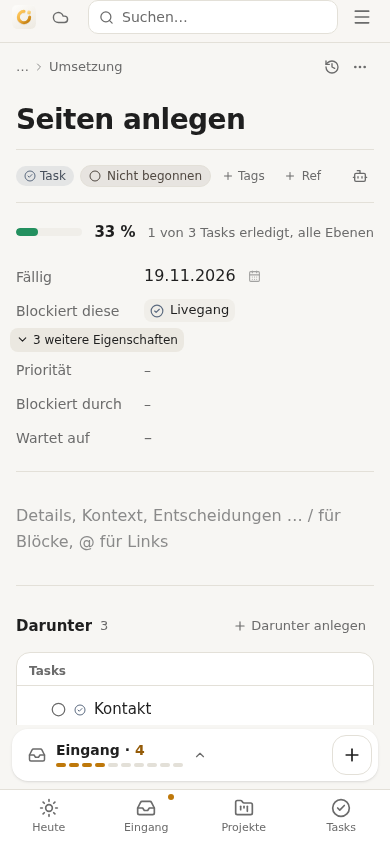 Suchen…
… > Umsetzung
Seiten anlegen
Task Nicht begonnen + Tags + Ref
33 % 1 von 3 Tasks erledigt, alle Ebenen
Fällig 19.11.2026
Blockiert diese Livegang
3 weitere Eigenschaften
Priorität –
Blockiert durch –
Wartet auf –
Details, Kontext, Entscheidungen … / für
Blöcke, @ für Links
Darunter 3 + Darunter anlegen
Tasks
Kontakt
Eingang · 4
Heute Eingang Projekte Tasks